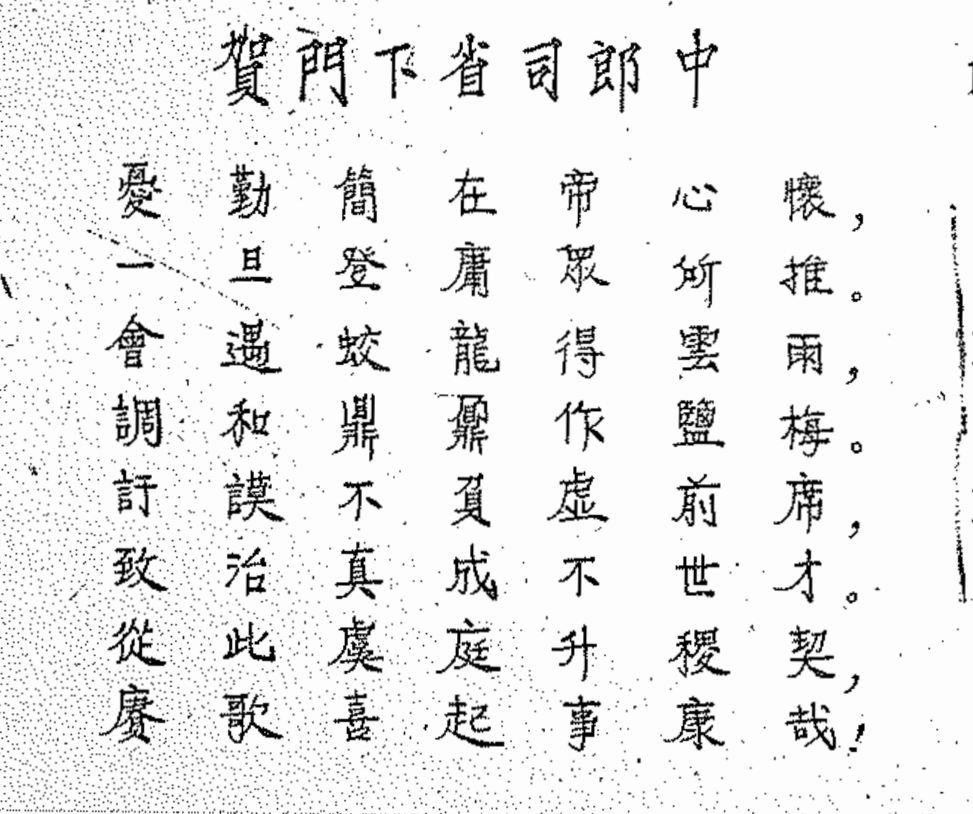 賀門下省司郎中
憂勤簡在帝心懷，
一旦登庸眾所推。
會遇蛟龍得雲雨，
調和鼎鼐作鹽梅。
訏謨不負虛前席，
致治真成不世才。
從此虞庭升稷契，
賡歌喜起事康哉！